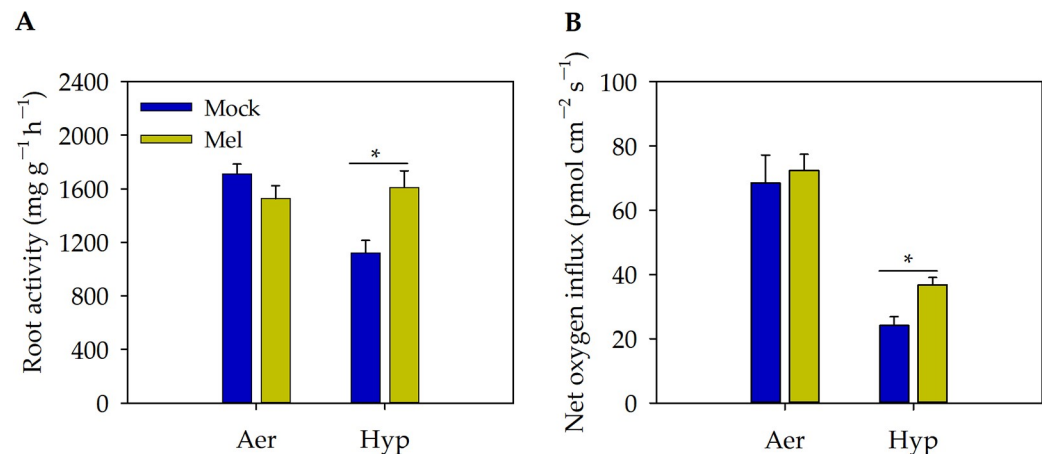 A
Root activity (mg g⁻¹ h⁻¹)
2400
2000
1600
1200
800
400
0
Mock
Mel
*
Aer
Hyp
B
Net oxygen influx (pmol cm⁻² s⁻¹)
100
80
60
40
20
0
*
Aer
Hyp